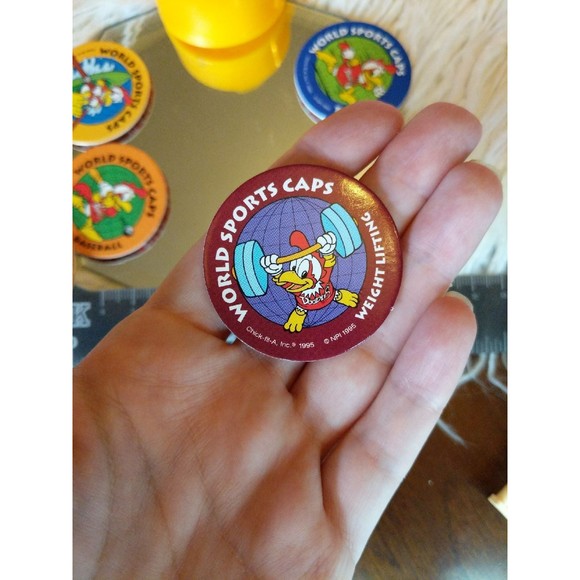 WORLD SPORTS CAPS
WORLD SPORTS CAPS
WORLD SPORTS CAPS
BASEBALL
WORLD SPORTS CAPS
WEIGHT LIFTING
Chick-fil-A, Inc.® 1995 © NPI 1995